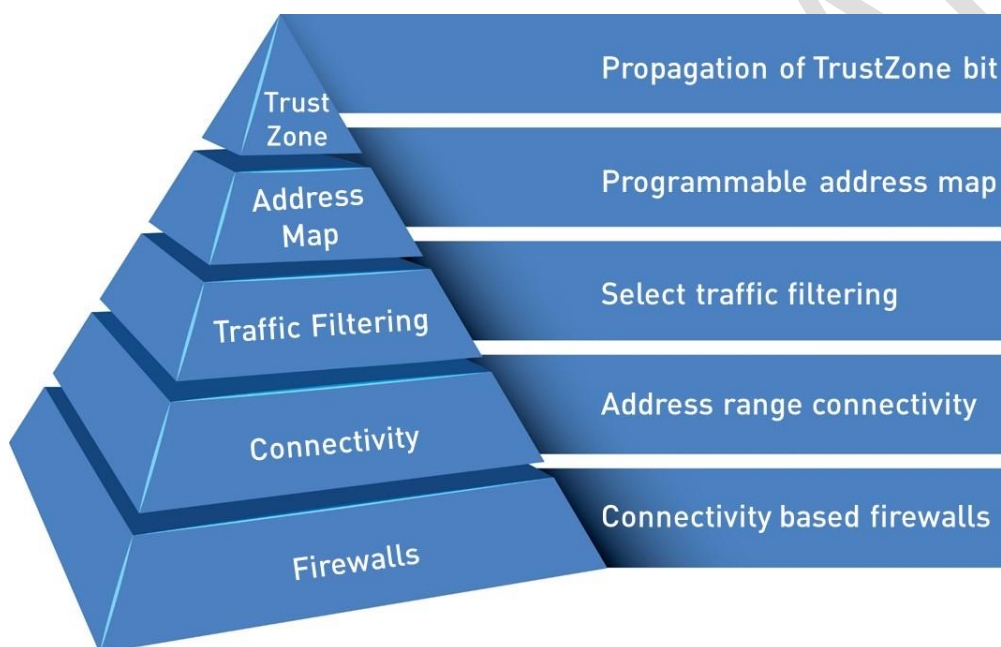 Trust
Zone
Propagation of TrustZone bit
Address
Map
Programmable address map
Traffic Filtering
Select traffic filtering
Connectivity
Address range connectivity
Firewalls
Connectivity based firewalls